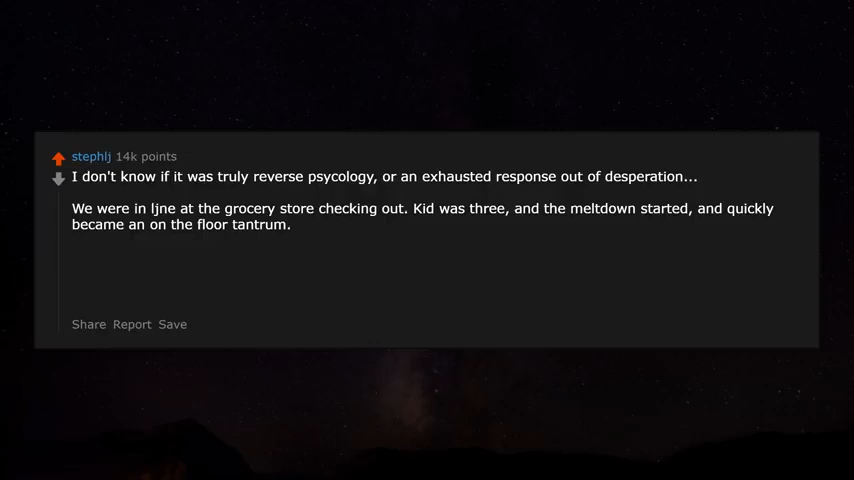 stephlj 14k points
I don't know if it was truly reverse psycology, or an exhausted response out of desperation...
We were in ljne at the grocery store checking out. Kid was three, and the meltdown started, and quickly
became an on the floor tantrum.
Share Report Save